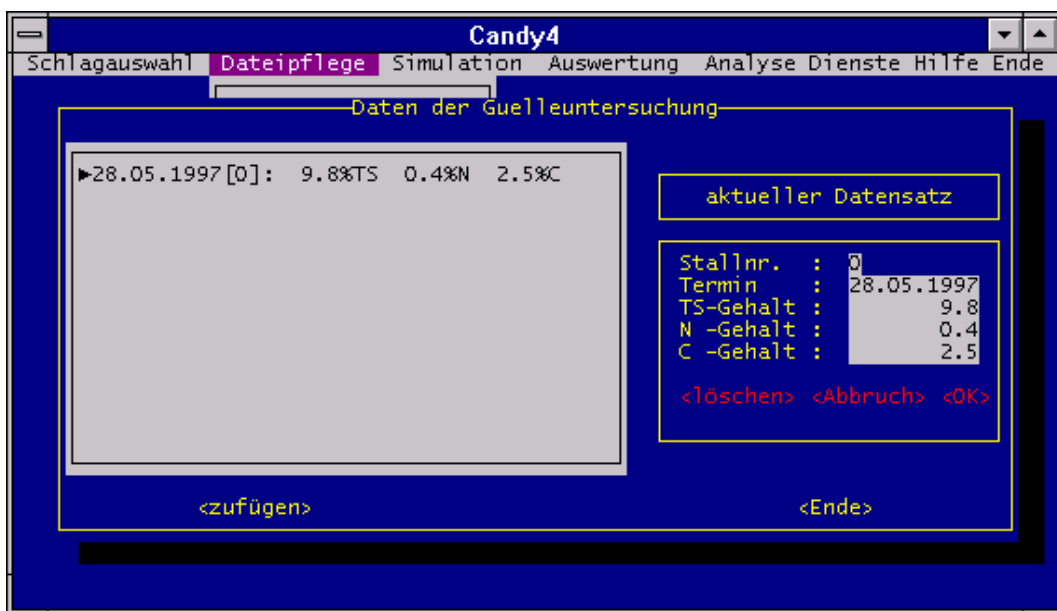 Candy4
Schlagauswahl Dateipflege Simulation Auswertung Analyse Dienste Hilfe Ende
Daten der Guelleuntersuchung
►28.05.1997[0]: 9.8%TS 0.4%N 2.5%C
aktueller Datensatz
Stallnr. : 0
Termin : 28.05.1997
TS-Gehalt : 9.8
N -Gehalt : 0.4
C -Gehalt : 2.5
<löschen> <Abbruch> <OK>
<zufügen> <Ende>